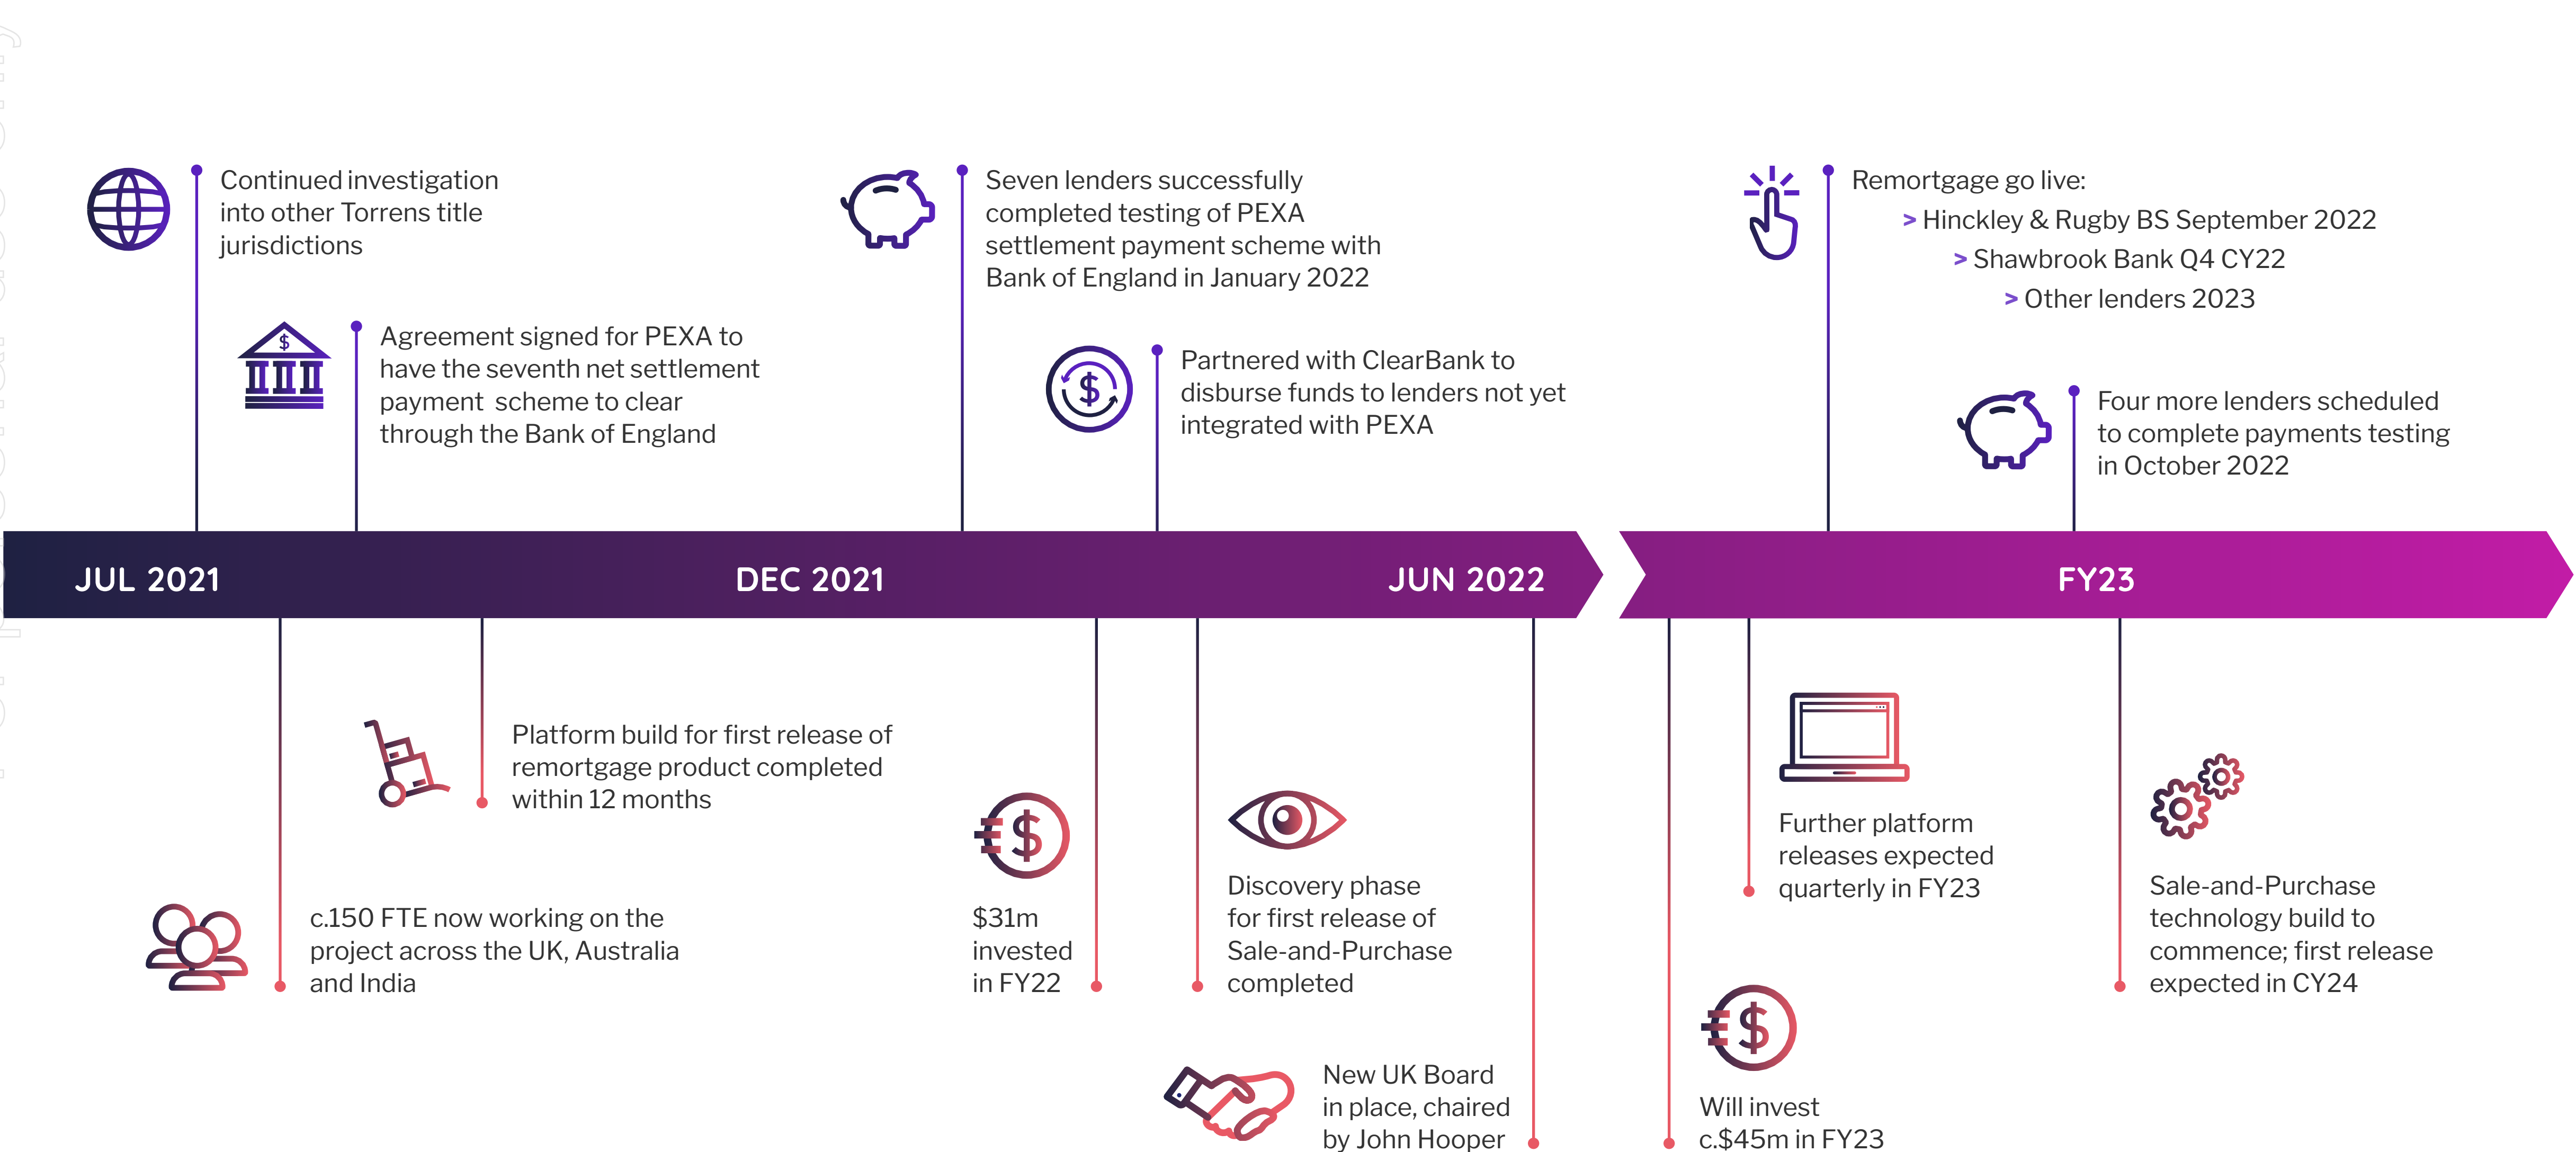 Continued investigation
into other Torrens title
jurisdictions
Agreement signed for PEXA to
have the seventh net settlement
payment scheme to clear
through the Bank of England
Seven lenders successfully
completed testing of PEXA
settlement payment scheme with
Bank of England in January 2022
Partnered with ClearBank to
disburse funds to lenders not yet
integrated with PEXA
Remortgage go live:
> Hinckley & Rugby BS September 2022
> Shawbrook Bank Q4 CY22
> Other lenders 2023
Four more lenders scheduled
to complete payments testing
in October 2022
JUL 2021
DEC 2021
JUN 2022
FY23
Platform build for first release of
remortgage product completed
within 12 months
c.150 FTE now working on the
project across the UK, Australia
and India
$31m
invested
in FY22
Discovery phase
for first release of
Sale-and-Purchase
completed
New UK Board
in place, chaired
by John Hooper
Further platform
releases expected
quarterly in FY23
Will invest
c.$45m in FY23
Sale-and-Purchase
technology build to
commence; first release
expected in CY24